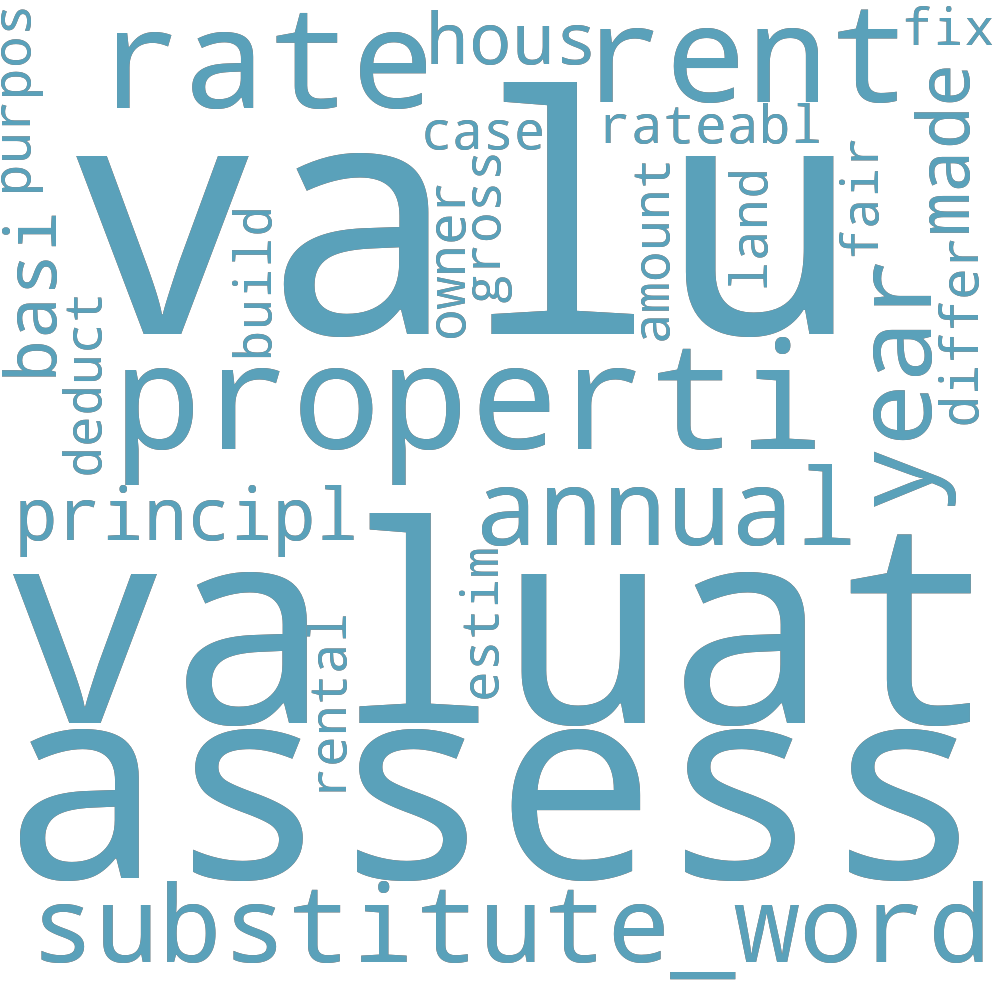 rate
hous
rent
fix
purpos
case
rateabl
made
valu
owner
gross
amount
land
fair
basi
build
deduct
differ
year
properti
principl
annual
valuat
estim
rental
assess
substitute_word